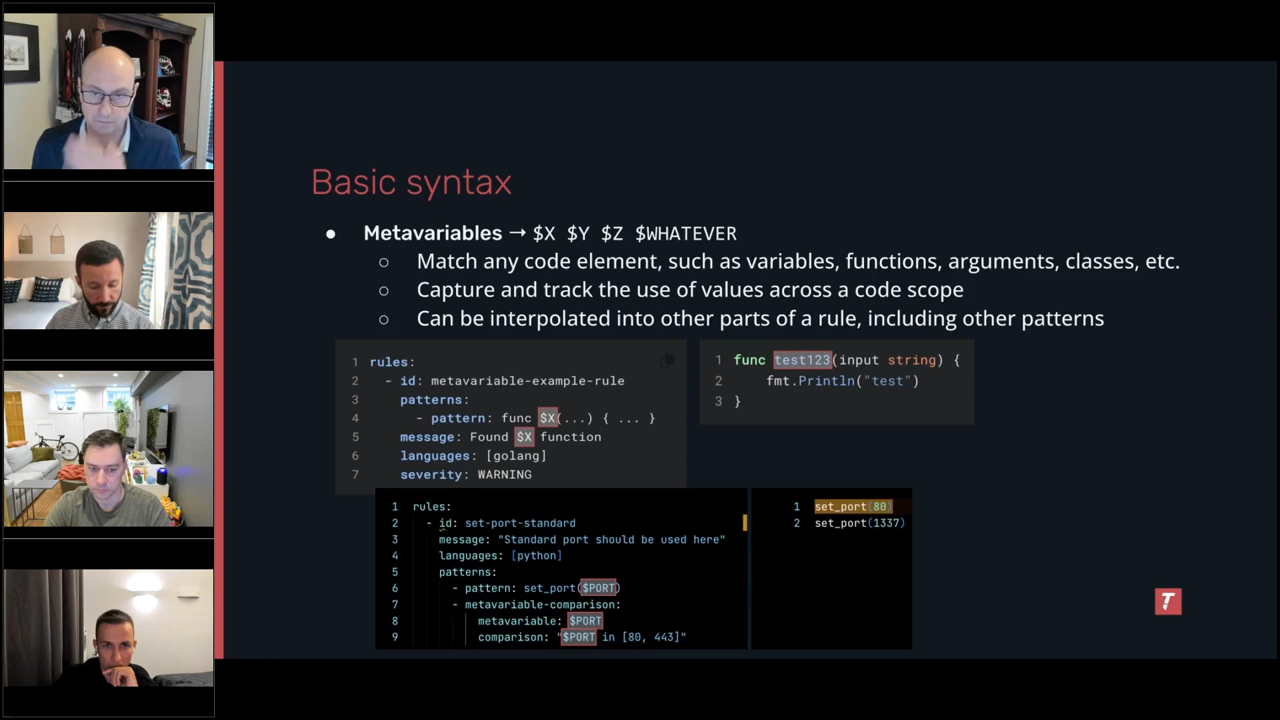 Basic syntax
● Metavariables → $X $Y $Z $WHATEVER
○ Match any code element, such as variables, functions, arguments, classes, etc.
○ Capture and track the use of values across a code scope
○ Can be interpolated into other parts of a rule, including other patterns
1 rules:
2 - id: metavariable-example-rule
3 patterns:
4 - pattern: func $X(...) { ... }
5 message: Found $X function
6 languages: [golang]
7 severity: WARNING
1 func test123(input string) {
2 fmt.Println("test")
3 }
1 rules:
2 - id: set-port-standard
3 message: "Standard port should be used here"
4 languages: [python]
5 patterns:
6 - pattern: set_port($PORT)
7 - metavariable-comparison:
8 metavariable: $PORT
9 comparison: "$PORT in [80, 443]"
1 set_port(80)
2 set_port(1337)
T